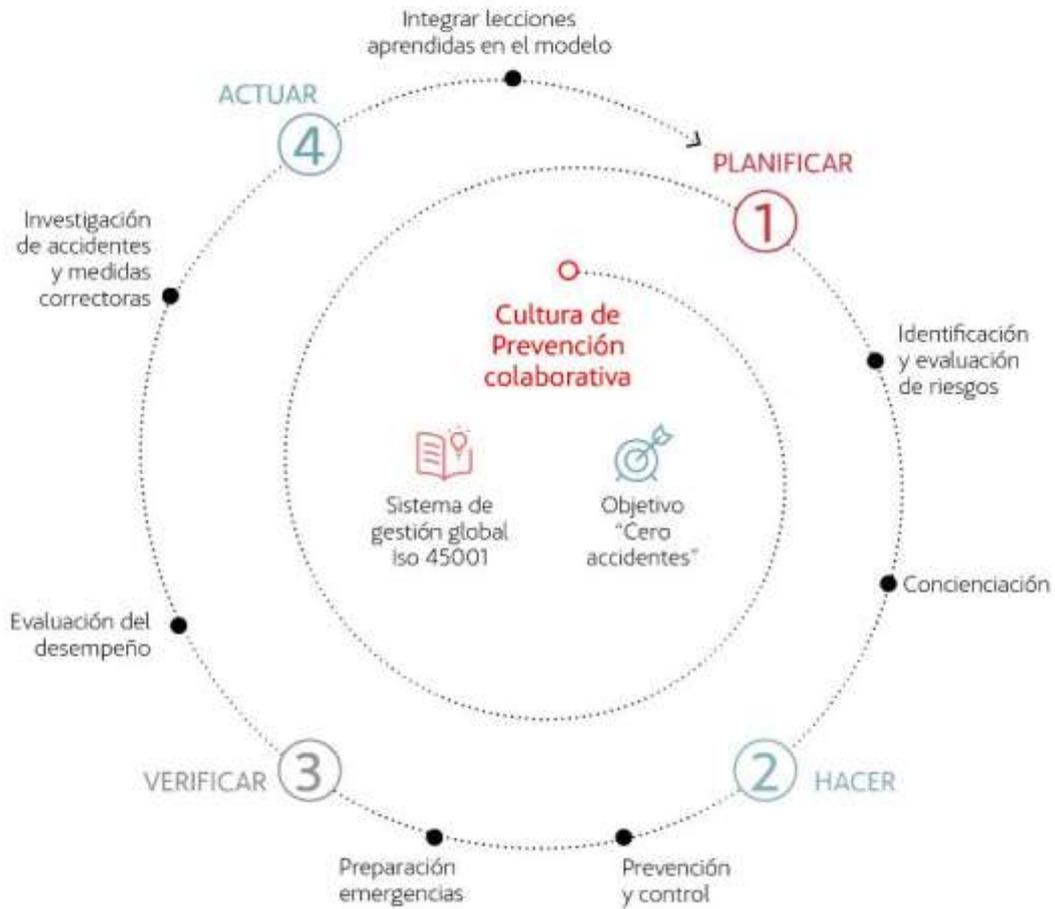 Integrar lecciones
aprendidas en el modelo
ACTUAR
4
PLANIFICAR
1
Investigación
de accidentes
y medidas
correctoras
Cultura de
Prevención
colaborativa
Identificación
y evaluación
de riesgos
Sistema de
gestión global
Iso 45001
Objetivo
"Cero
accidentes"
Concienciación
Evaluación del
desempeño
VERIFICAR
3
2
HACER
Preparación
emergencias
Prevención
y control